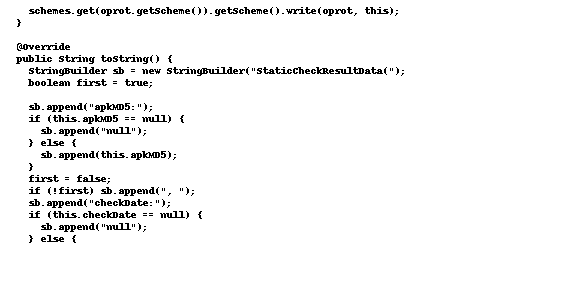 schemes.get(oprot.getScheme()).getScheme().write(oprot, this);
}
@Override
public String toString() {
StringBuilder sb = new StringBuilder("StaticCheckResultData(");
boolean first = true;
sb.append("apkMD5:");
if (this.apkMD5 == null) {
sb.append("null");
} else {
sb.append(this.apkMD5);
}
first = false;
if (!first) sb.append(", ");
sb.append("checkDate:");
if (this.checkDate == null) {
sb.append("null");
} else {